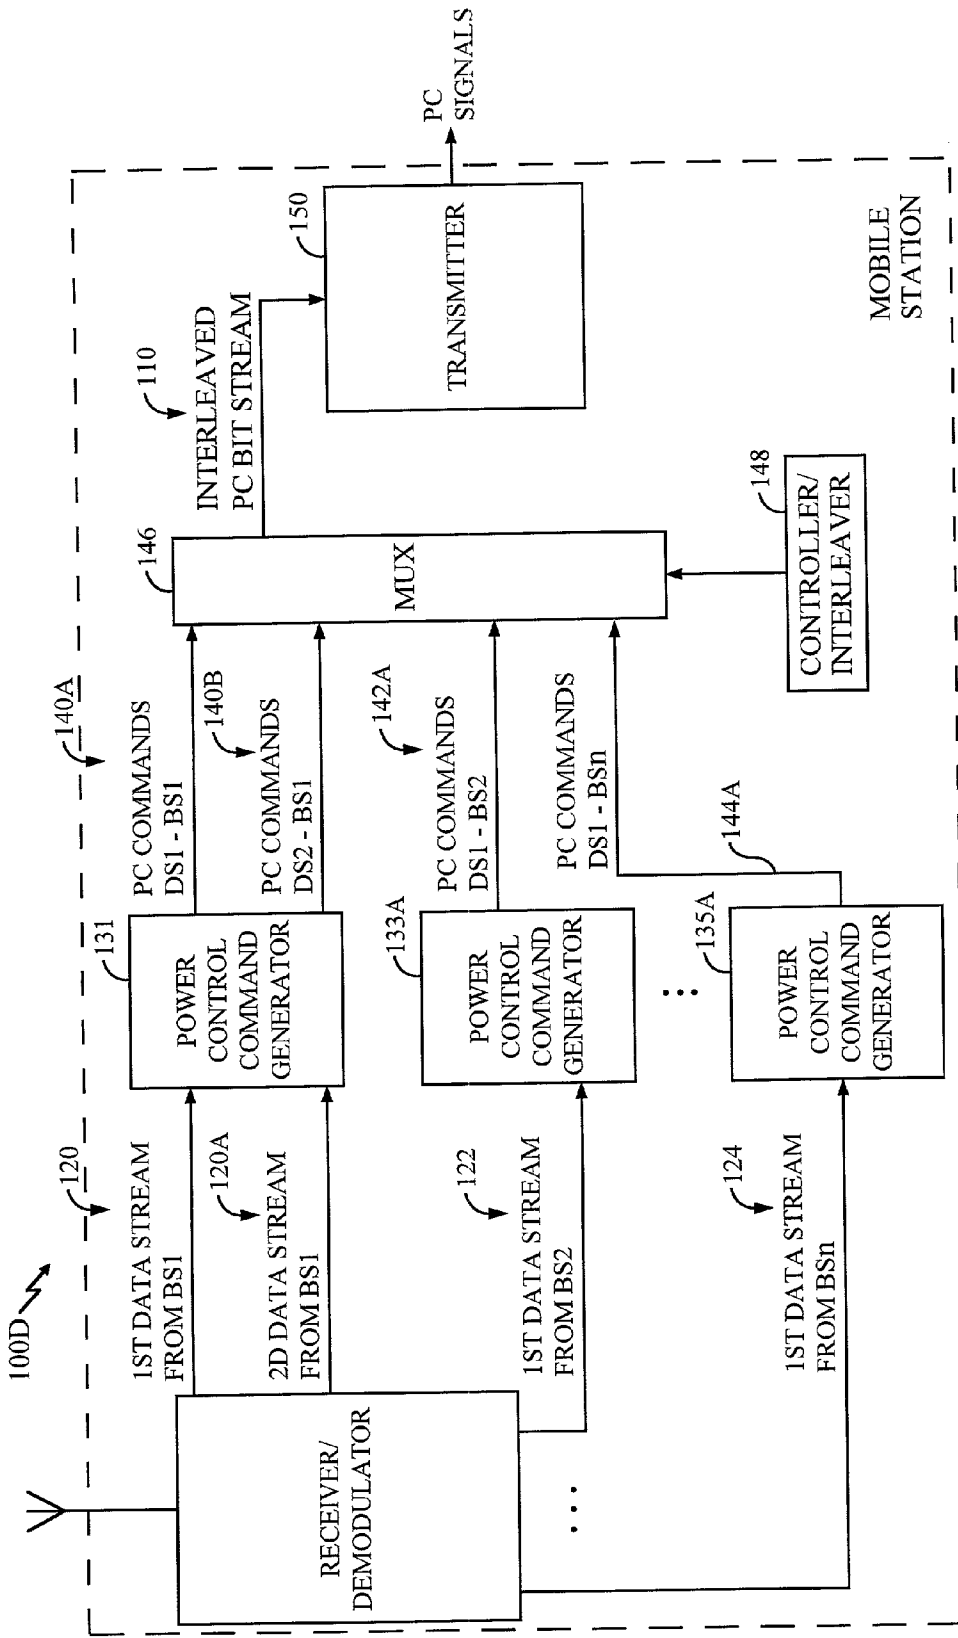 100D
120
1ST DATA STREAM
FROM BS1
120A
2D DATA STREAM
FROM BS1
122
1ST DATA STREAM
FROM BS2
124
1ST DATA STREAM
FROM BSn
RECEIVER/
DEMODULATOR
131
POWER
CONTROL
COMMAND
GENERATOR
133A
POWER
CONTROL
COMMAND
GENERATOR
135A
POWER
CONTROL
COMMAND
GENERATOR
140A
PC COMMANDS
DS1 - BS1
140B
PC COMMANDS
DS2 - BS1
142A
PC COMMANDS
DS1 - BS2
PC COMMANDS
DS1 - BSn
144A
146
MUX
148
CONTROLLER/
INTERLEAVER
110
INTERLEAVED
PC BIT STREAM
150
TRANSMITTER
PC
SIGNALS
MOBILE
STATION